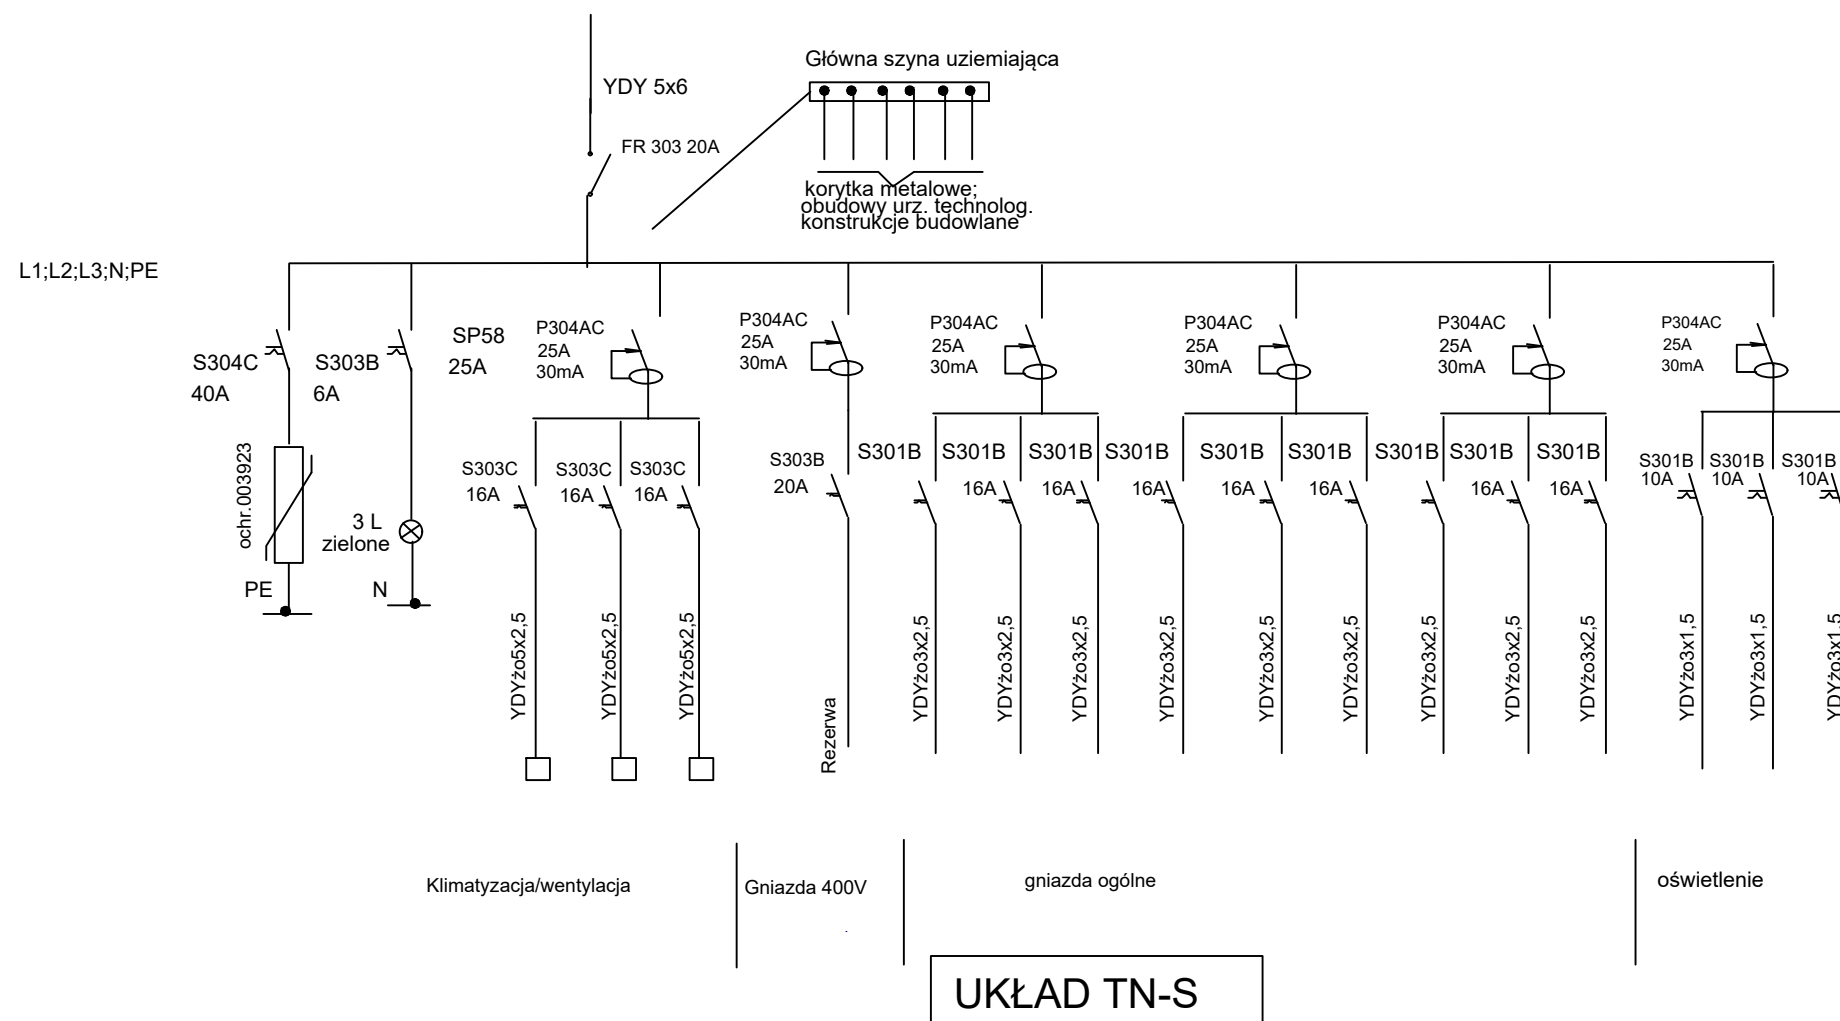 Główna szyna uziemiająca
YDY 5x6
FR 303 20A
korytka metalowe;
obudowy urz. technolog.
konstrukcje budowlane
L1;L2;L3;N;PE
S304C
40A
S303B
6A
SP58
25A
P304AC
25A
30mA
P304AC
25A
30mA
P304AC
25A
30mA
P304AC
25A
30mA
P304AC
25A
30mA
P304AC
25A
30mA
ochr.003923
PE
3 L
zielone
N
S303C
16A
S303C
16A
S303C
16A
S303B
20A
S301B
S301B
16A
S301B
16A
S301B
16A
S301B
16A
S301B
16A
S301B
S301B
16A
S301B
16A
S301B
10A
S301B
10A
S301B
10A
YDYżo5x2,5
YDYżo5x2,5
YDYżo5x2,5
Rezerwa
YDYżo3x2,5
YDYżo3x2,5
YDYżo3x2,5
YDYżo3x2,5
YDYżo3x2,5
YDYżo3x2,5
YDYżo3x2,5
YDYżo3x2,5
YDYżo3x2,5
YDYżo3x1,5
YDYżo3x1,5
YDYżo3x1,5
Klimatyzacja/wentylacja
Gniazda 400V
gniazda ogólne
oświetlenie
UKŁAD TN-S